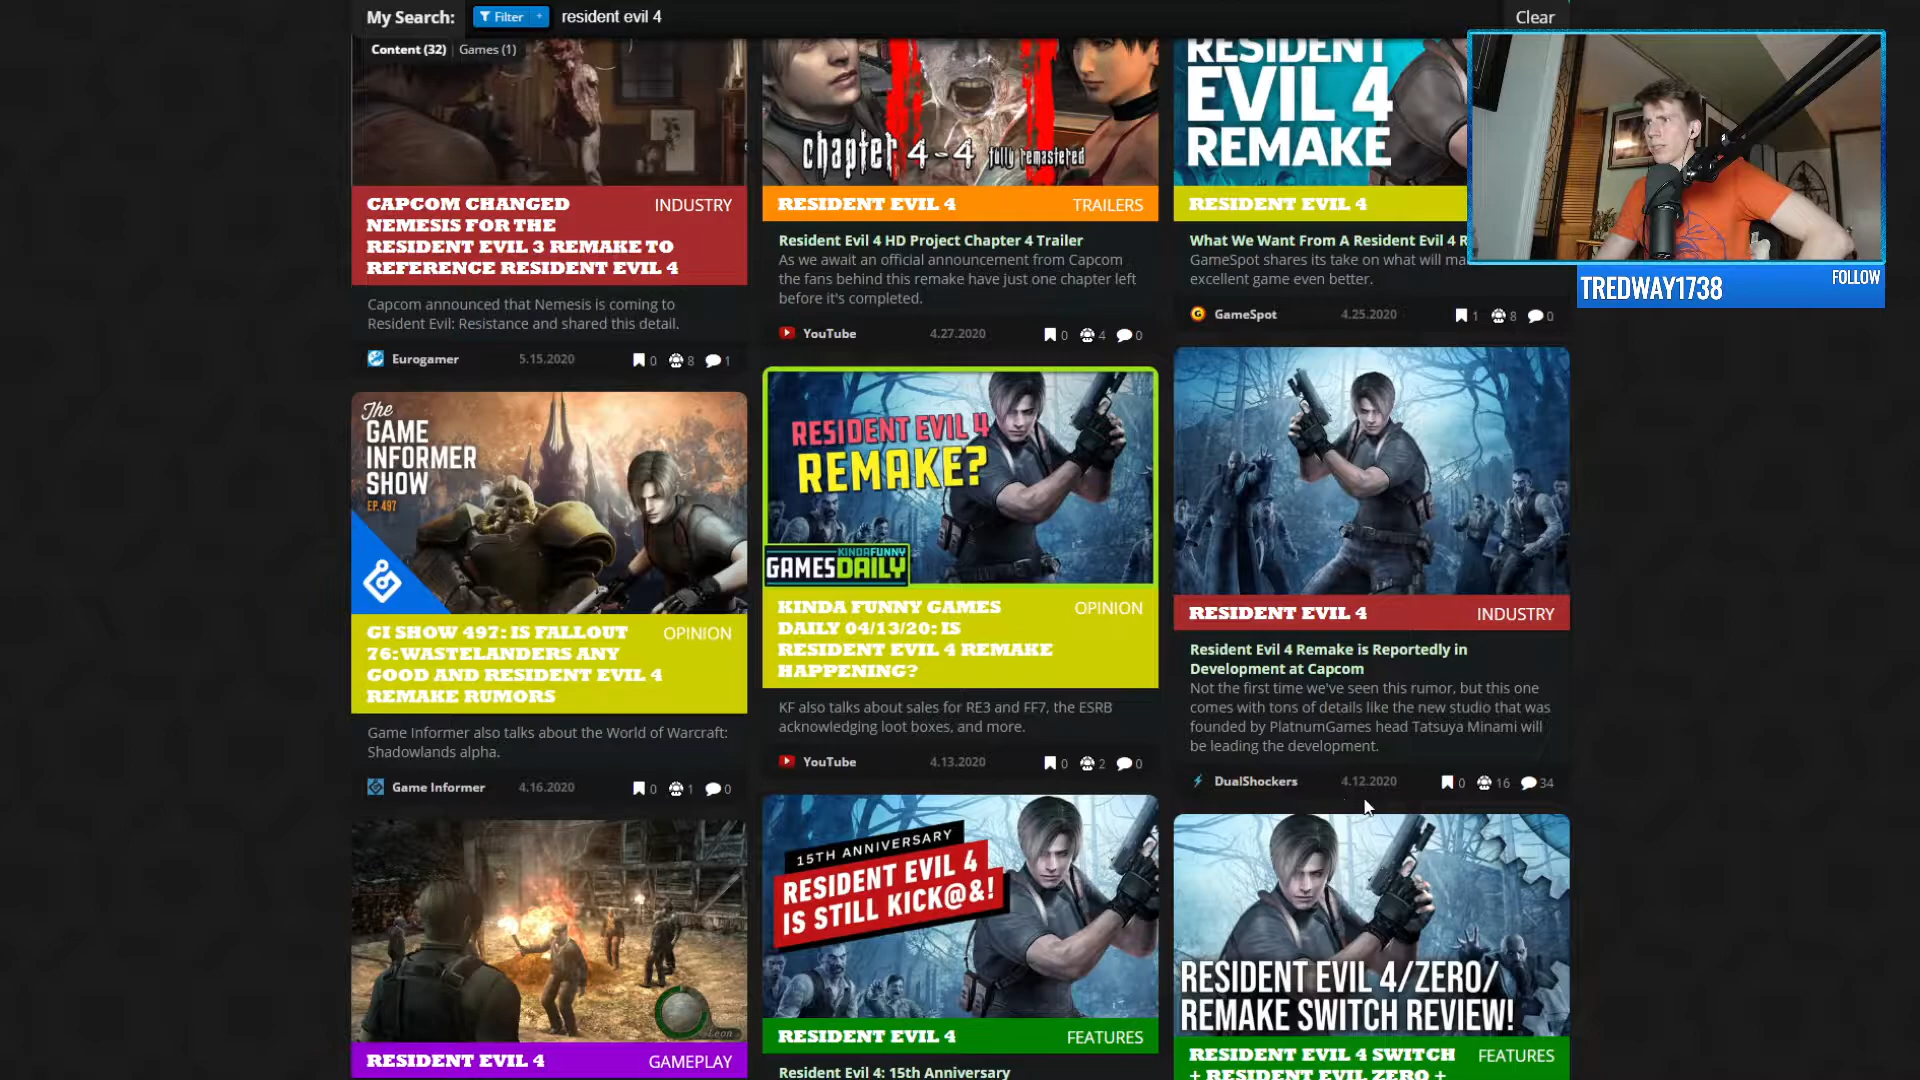 My Search:
Filter +
resident evil 4
Clear
Content (32) | Games (1)
CAPCOM CHANGED
NEMESIS FOR THE
RESIDENT EVIL 3 REMAKE TO
REFERENCE RESIDENT EVIL 4
INDUSTRY
Capcom announced that Nemesis is coming to
Resident Evil: Resistance and shared this detail.
Eurogamer 5.15.2020 0 8 1
chapter 4-4 fully remastered
RESIDENT EVIL 4 TRAILERS
Resident Evil 4 HD Project Chapter 4 Trailer
As we await an official announcement from Capcom
the fans behind this remake have just one chapter left
before it's completed.
YouTube 4.27.2020 0 4 0
RESIDENT
EVIL 4
REMAKE
RESIDENT EVIL 4
What We Want From A Resident Evil 4 R
GameSpot shares its take on what will ma
excellent game even better.
GameSpot 4.25.2020 1 8 0
TREDWAY1738
FOLLOW
The
GAME
INFORMER
SHOW
EP. 497
GI SHOW 497: IS FALLOUT
76: WASTELANDERS ANY
GOOD AND RESIDENT EVIL 4
REMAKE RUMORS
OPINION
Game Informer also talks about the World of Warcraft:
Shadowlands alpha.
Game Informer 4.16.2020 0 1 0
RESIDENT EVIL 4
REMAKE?
KINDAFUNNY
GAMESDAILY
KINDA FUNNY GAMES
DAILY 04/13/20: IS
RESIDENT EVIL 4 REMAKE
HAPPENING?
OPINION
KF also talks about sales for RE3 and FF7, the ESRB
acknowledging loot boxes, and more.
YouTube 4.13.2020 0 2 0
RESIDENT EVIL 4 INDUSTRY
Resident Evil 4 Remake is Reportedly in
Development at Capcom
Not the first time we've seen this rumor, but this one
comes with tons of details like the new studio that was
founded by PlatinumGames head Tatsuya Minami will
be leading the development.
DualShockers 4.12.2020 0 16 34
Leon
RESIDENT EVIL 4 GAMEPLAY
15TH ANNIVERSARY
RESIDENT EVIL 4
IS STILL KICK@&!
RESIDENT EVIL 4 FEATURES
Resident Evil 4: 15th Anniversary
RESIDENT EVIL 4/ZERO/
REMAKE SWITCH REVIEW!
RESIDENT EVIL 4 SWITCH
+ RESIDENT EVIL ZERO +
FEATURES